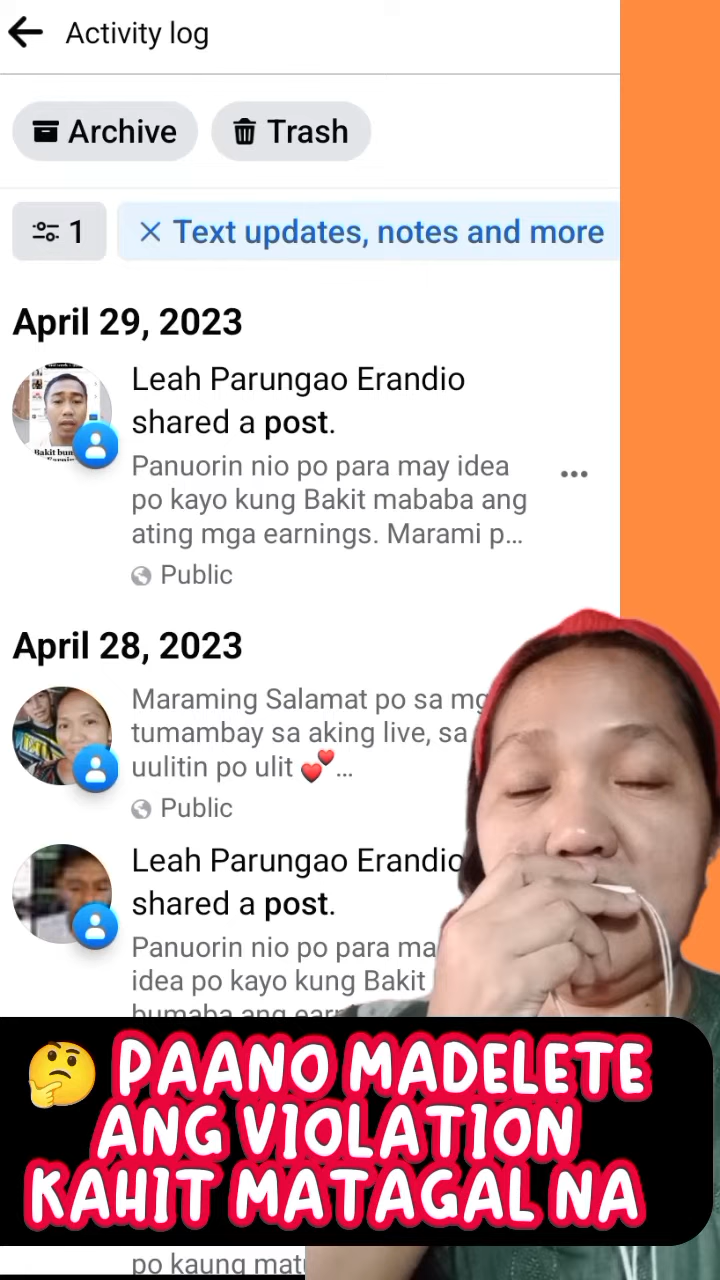 Activity log
Archive
Trash
1
Text updates, notes and more
April 29, 2023
Leah Parungao Erandio
shared a post.
Panuorin nio po para may idea
po kayo kung Bakit mababa ang
ating mga earnings. Marami p...
Public
April 28, 2023
Maraming Salamat po sa mg
tumambay sa aking live, sa
uulitin po ulit 💕...
Public
Leah Parungao Erandio
shared a post.
Panuorin nio po para ma
idea po kayo kung Bakit
bumaba ang earn
🤔 PAANO MADELETE
ANG VIOLATION
KAHIT MATAGAL NA
po kaung matu